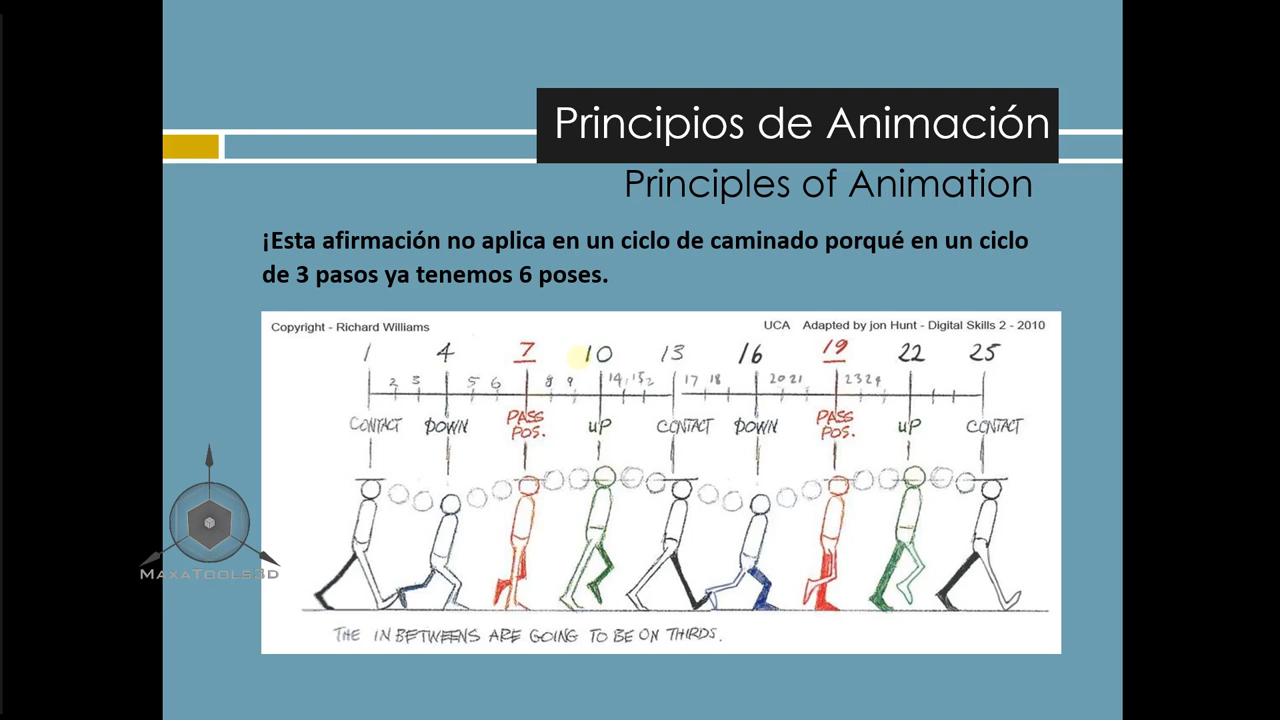 Principios de Animación
Principles of Animation
¡Esta afirmación no aplica en un ciclo de caminado porqué en un ciclo
de 3 pasos ya tenemos 6 poses.
Copyright - Richard Williams
UCA Adapted by jon Hunt - Digital Skills 2 - 2010
1 4 7 10 13 16 19 22 25
2 3 5 6 8 9 14 15 2 17 18 20 21 23 24
CONTACT DOWN PASS POS. UP CONTACT DOWN PASS POS. UP CONTACT
MAXATOOLS3D
THE INBETWEENS ARE GOING TO BE ON THIRDS.